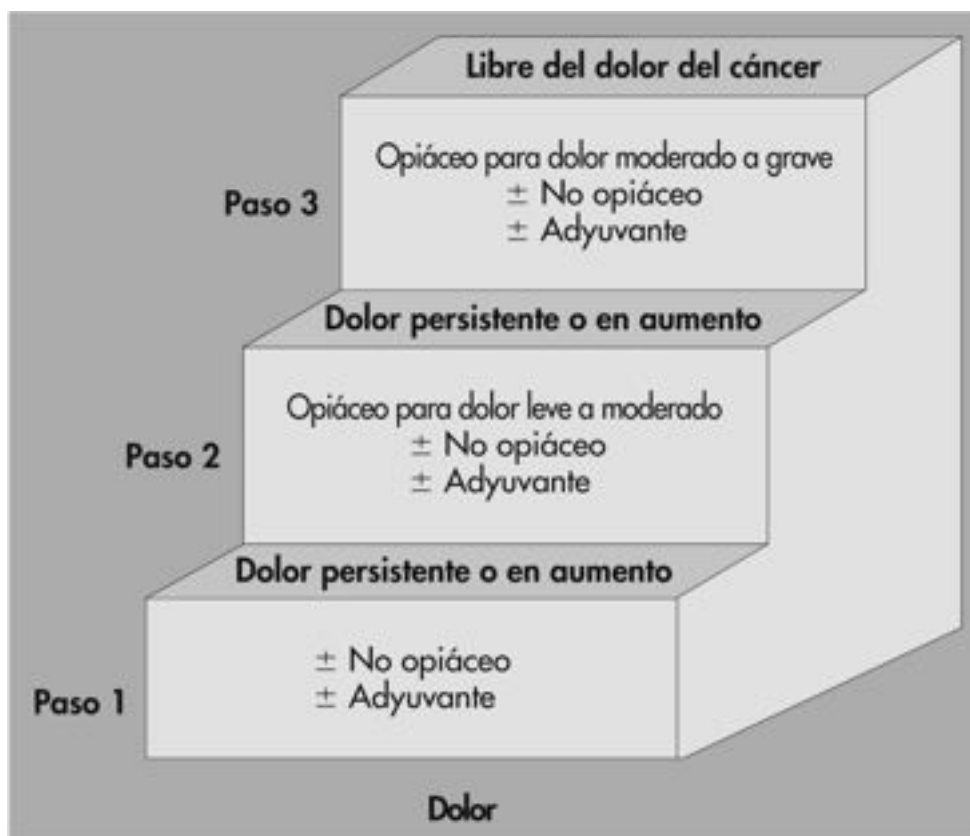 Libre del dolor del cáncer
Opiáceo para dolor moderado a grave
± No opiáceo
± Adyuvante
Paso 3
Dolor persistente o en aumento
Opiáceo para dolor leve a moderado
± No opiáceo
± Adyuvante
Paso 2
Dolor persistente o en aumento
± No opiáceo
± Adyuvante
Paso 1
Dolor